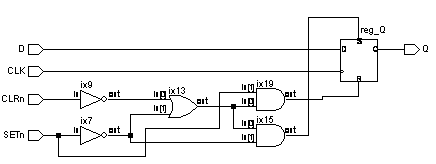 reg_Q
S
D
D
Q
Q
CLK
ix9
ix13
ix19
In
out
In[0]
In[1]
out
In[1]
In[0]
out
R
CLRn
SETn
ix7
In
out
ix15
In[0]
In[1]
out